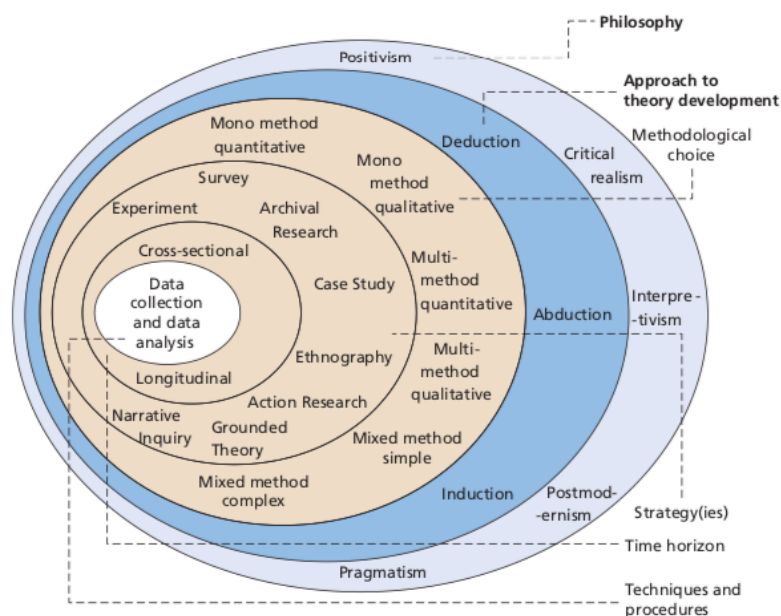 Philosophy
Positivism
Approach to
theory development
Mono method
quantitative
Deduction
Methodological
choice
Critical
realism
Mono
method
qualitative
Survey
Experiment
Archival
Research
Cross-sectional
Multi-
method
quantitative
Case Study
Data
collection
and data
analysis
Interpre-
-tivism
Abduction
Ethnography
Multi-
method
qualitative
Longitudinal
Action Research
Narrative
Inquiry
Grounded
Theory
Mixed method
simple
Mixed method
complex
Induction
Postmod-
-ernism
Strategy(ies)
Time horizon
Pragmatism
Techniques and
procedures